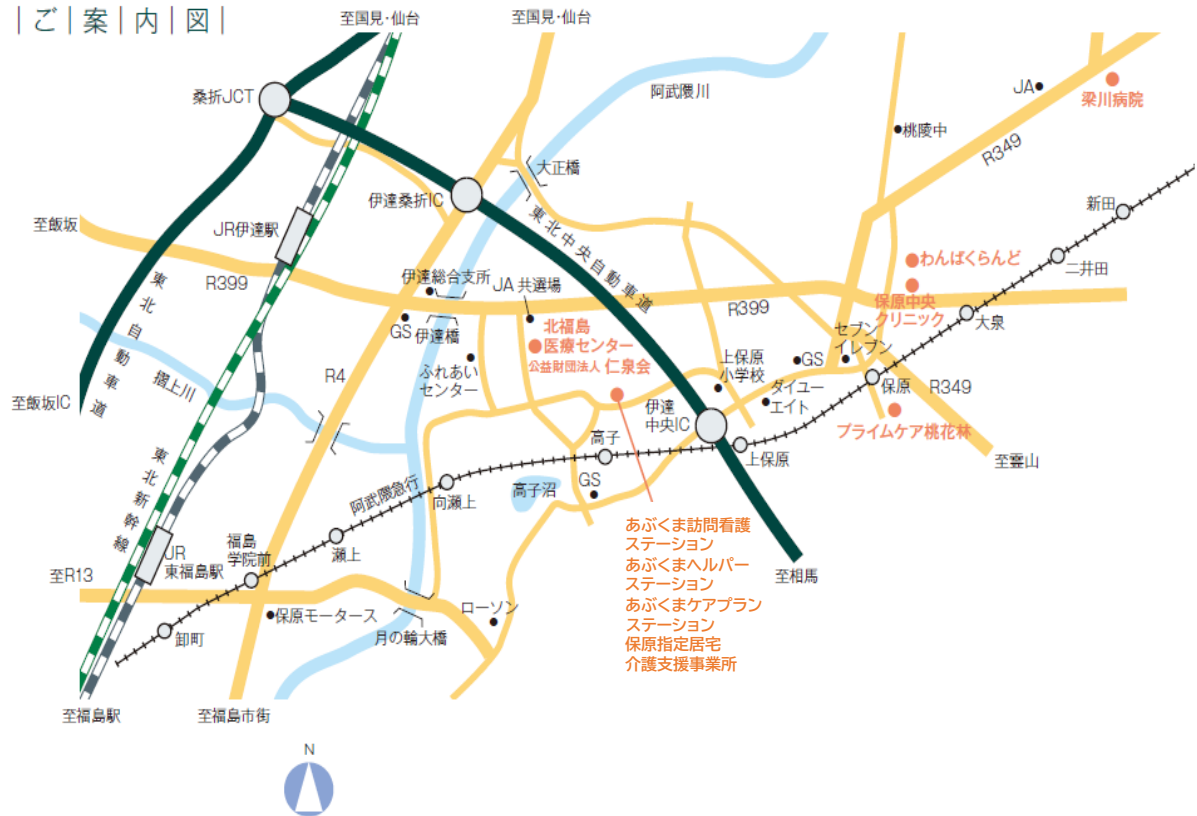 ｜ご｜案｜内｜図｜
至国見・仙台
至国見・仙台
桑折JCT
阿武隈川
JA
梁川病院
桃陵中
R349
大正橋
伊達桑折IC
東北中央自動車道
新田
至飯坂
JR伊達駅
わんぱくらんど
二井田
R399
伊達総合支所
JA 共選場
保原中央
クリニック
東北自動車道
R399
大泉
GS
伊達橋
北福島
医療センター
公益財団法人 仁泉会
セブン
イレブン
ふれあい
センター
上保原
小学校
GS
R4
摺上川
ダイユー
エイト
保原
R349
至飯坂IC
伊達
中央IC
プライムケア桃花林
高子
上保原
至霊山
東北新幹線
阿武隈急行
向瀬上
高子沼
GS
あぶくま訪問看護
ステーション
あぶくまヘルパー
ステーション
あぶくまケアプラン
ステーション
保原指定居宅
介護支援事業所
福島
学院前
瀬上
JR
東福島駅
至R13
至相馬
保原モータース
ローソン
卸町
月の輪大橋
至福島駅
至福島市街
N